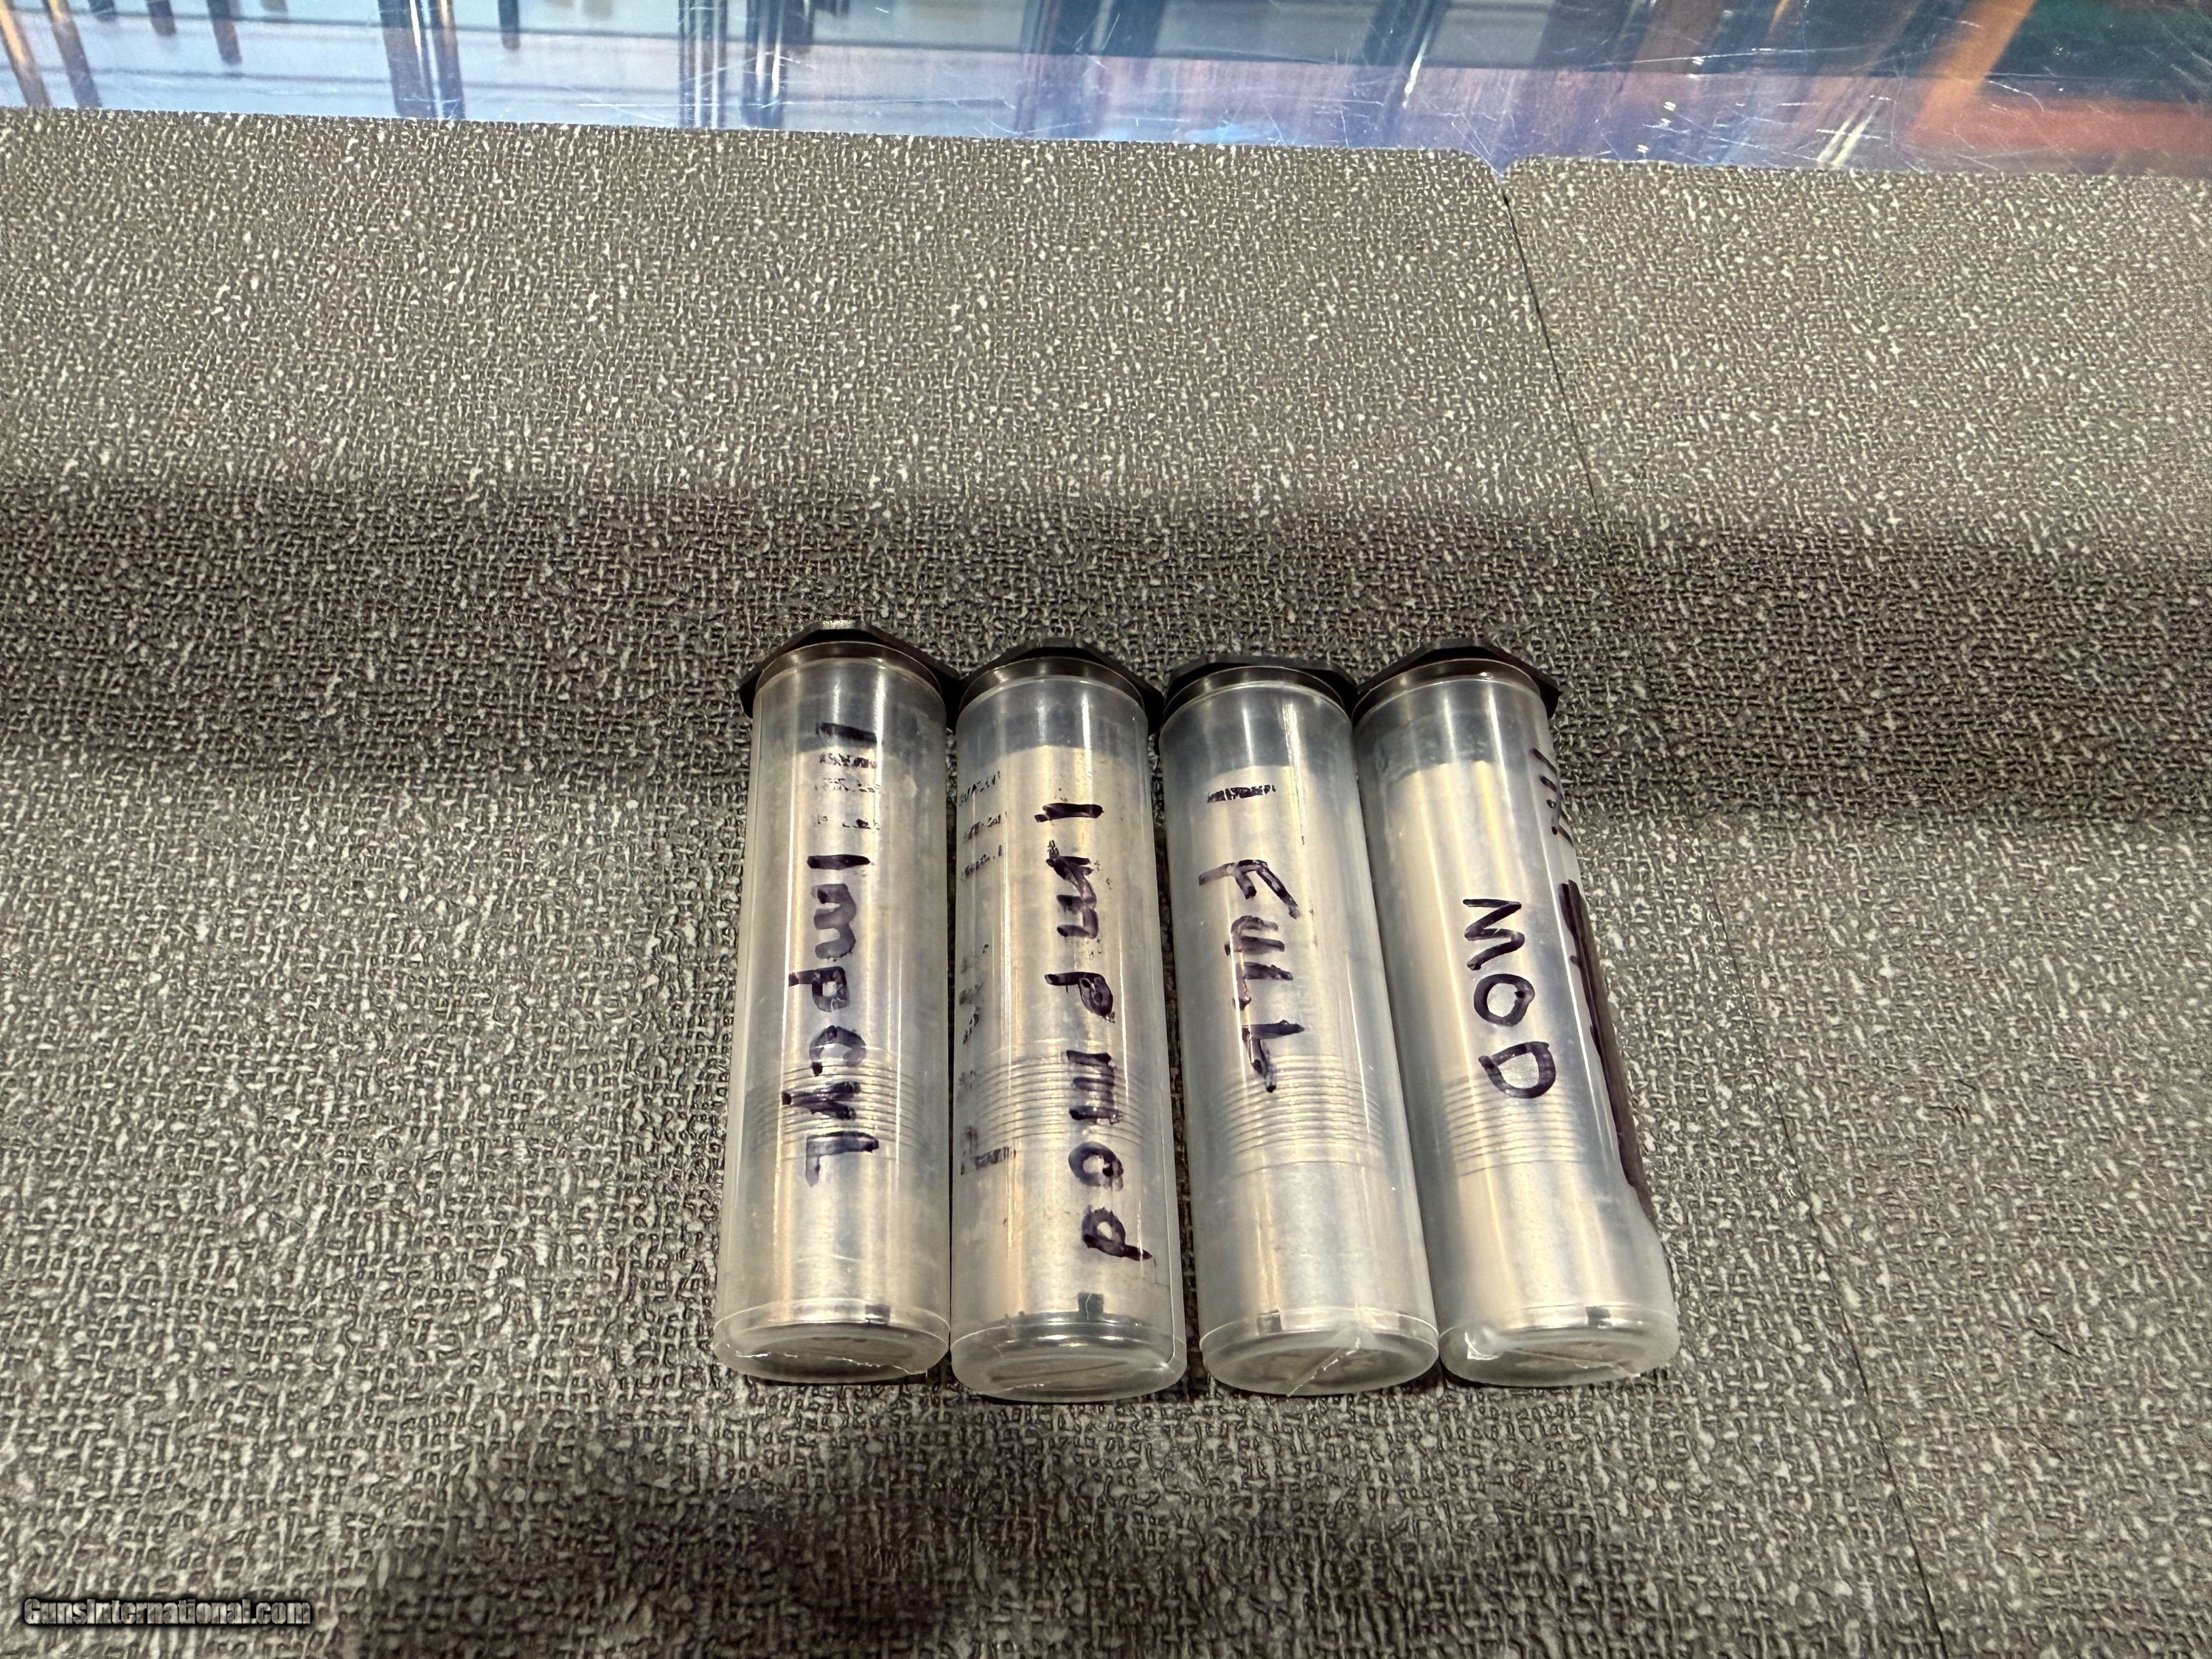 Impcyl
Imp mod
FULL
MOD
GunsInternational.com